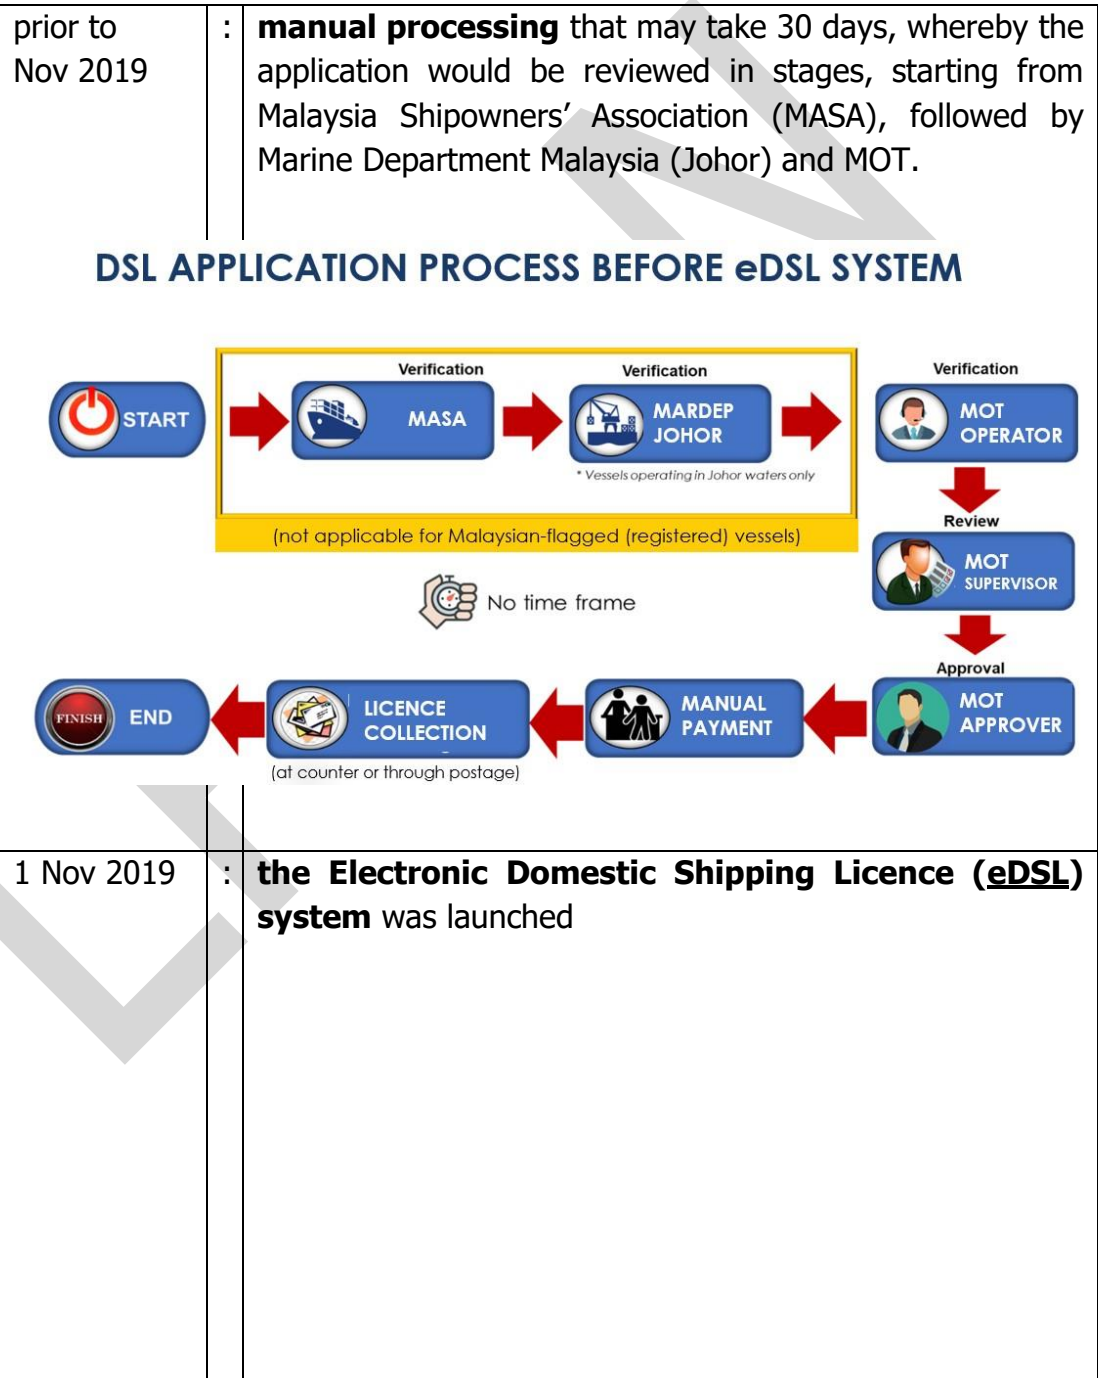 prior to : manual processing that may take 30 days, whereby the
Nov 2019 application would be reviewed in stages, starting from
Malaysia Shipowners’ Association (MASA), followed by
Marine Department Malaysia (Johor) and MOT.
DSL APPLICATION PROCESS BEFORE eDSL SYSTEM
START
Verification
MASA
Verification
MARDEP
JOHOR
* Vessels operating in Johor waters only
(not applicable for Malaysian-flagged (registered) vessels)
Verification
MOT
OPERATOR
Review
MOT
SUPERVISOR
No time frame
Approval
MOT
APPROVER
MANUAL
PAYMENT
LICENCE
COLLECTION
(at counter or through postage)
FINISH
END
1 Nov 2019 : the Electronic Domestic Shipping Licence (eDSL)
system was launched